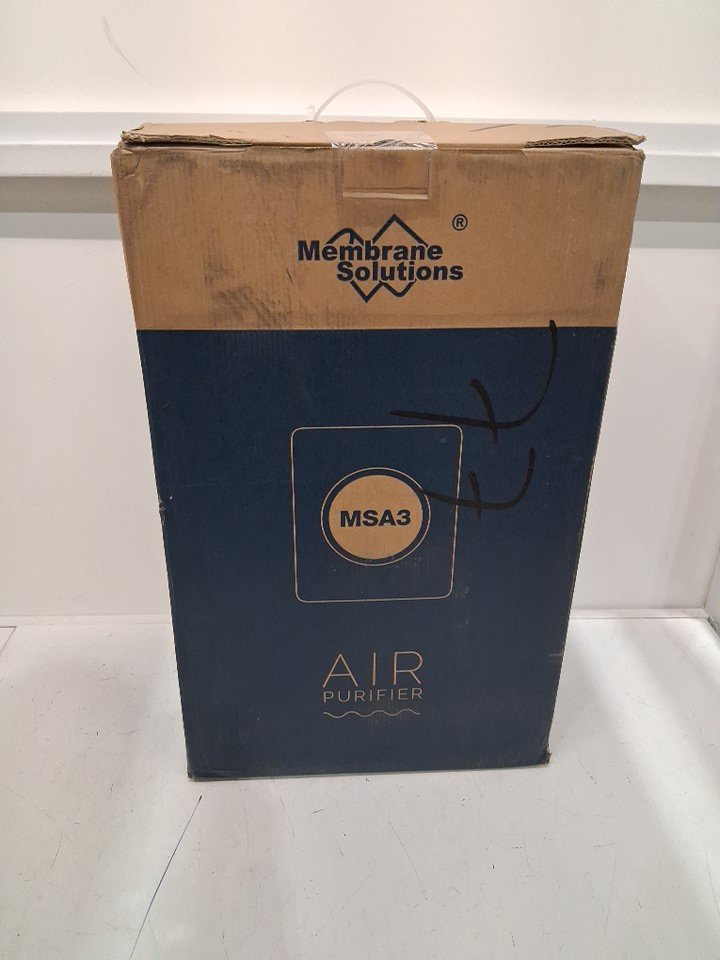 Membrane
Solutions
®
MSA3
AIR
PURIFIER